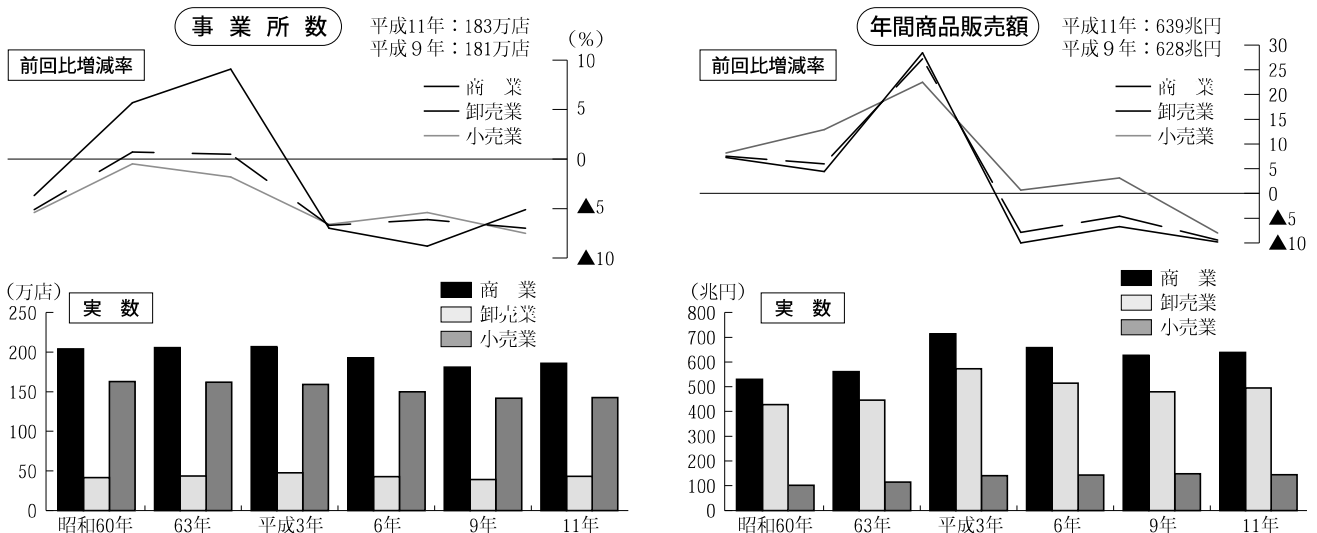 事業所数
平成11年：183万店
平成９年：181万店
前回比増減率
(%)
商　業
卸売業
小売業
10
5
0
▲5
▲10
(万店)
実　数
商　業
卸売業
小売業
250
200
150
100
50
0
昭和60年 63年 平成3年 6年 9年 11年
年間商品販売額
平成11年：639兆円
平成９年：628兆円
前回比増減率
商　業
卸売業
小売業
30
25
20
15
10
5
0
▲5
▲10
(兆円)
実　数
商　業
卸売業
小売業
800
700
600
500
400
300
200
100
0
昭和60年 63年 平成3年 6年 9年 11年